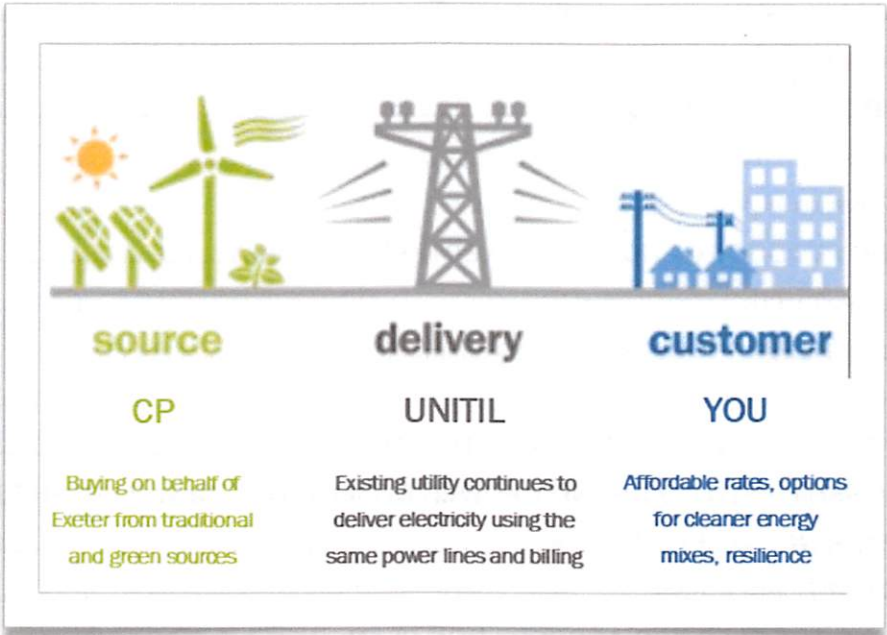 source
delivery
customer
CP
UNITIL
YOU
Buying on behalf of
Exeter from traditional
and green sources
Existing utility continues to
deliver electricity using the
same power lines and billing
Affordable rates, options
for cleaner energy
mixes, resilience